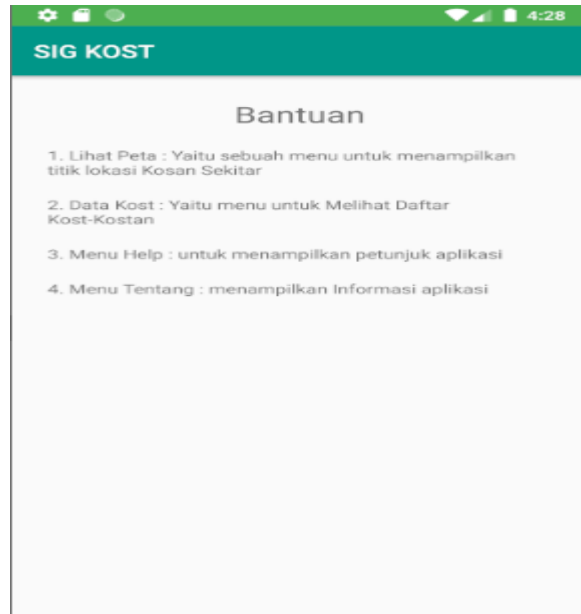 4:28
SIG KOST
Bantuan
1. Lihat Peta : Yaitu sebuah menu untuk menampilkan
titik lokasi Kosan Sekitar
2. Data Kost : Yaitu menu untuk Melihat Daftar
Kost-Kostan
3. Menu Help : untuk menampilkan petunjuk aplikasi
4. Menu Tentang : menampilkan Informasi aplikasi